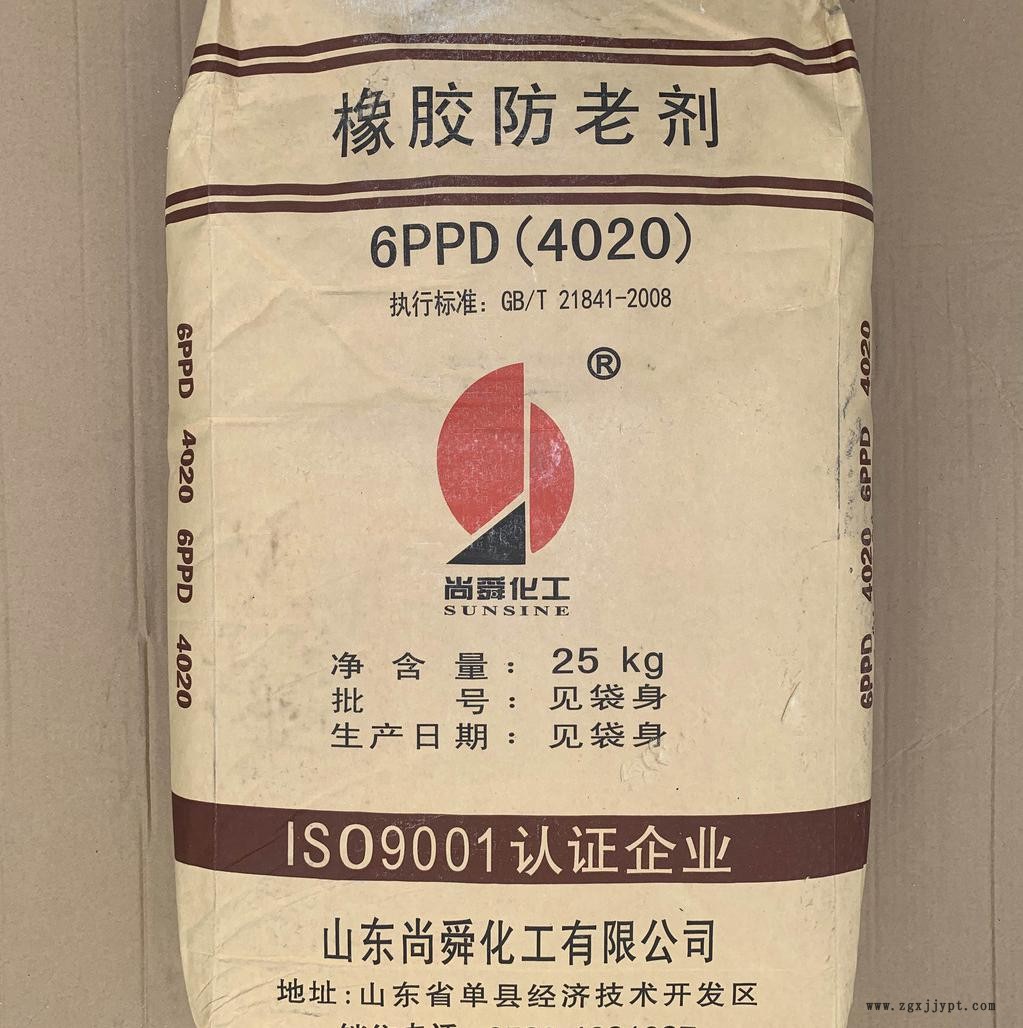 橡胶防老剂
6PPD(4020)
执行标准: GB/T 21841-2008
®
尚舜化工
SUNSINE
净含量: 25 kg
批号: 见袋身
生产日期: 见袋身
ISO9001认证企业
山东尚舜化工有限公司
地址:山东省单县经济技术开发区
6PPD 4020 6PPD 4020
6PPD 4020 6PPD 4020
www.zgxjjypt.com